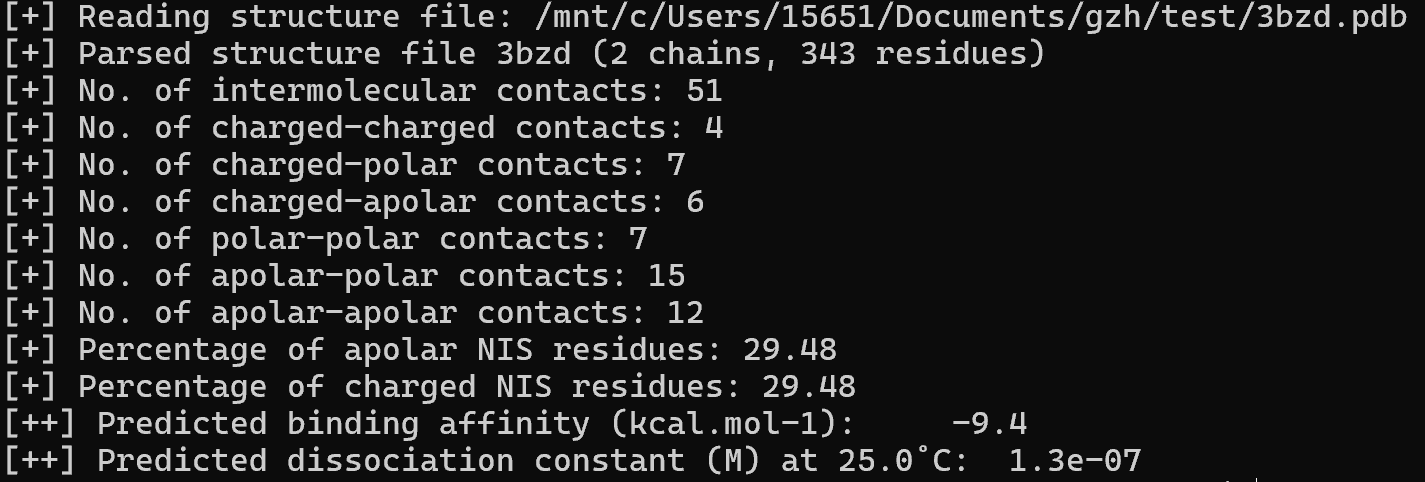 [+] Reading structure file: /mnt/c/Users/15651/Documents/gzh/test/3bzd.pdb
[+] Parsed structure file 3bzd (2 chains, 343 residues)
[+] No. of intermolecular contacts: 51
[+] No. of charged-charged contacts: 4
[+] No. of charged-polar contacts: 7
[+] No. of charged-apolar contacts: 6
[+] No. of polar-polar contacts: 7
[+] No. of apolar-polar contacts: 15
[+] No. of apolar-apolar contacts: 12
[+] Percentage of apolar NIS residues: 29.48
[+] Percentage of charged NIS residues: 29.48
[++] Predicted binding affinity (kcal.mol-1):     -9.4
[++] Predicted dissociation constant (M) at 25.0˚C:  1.3e-07